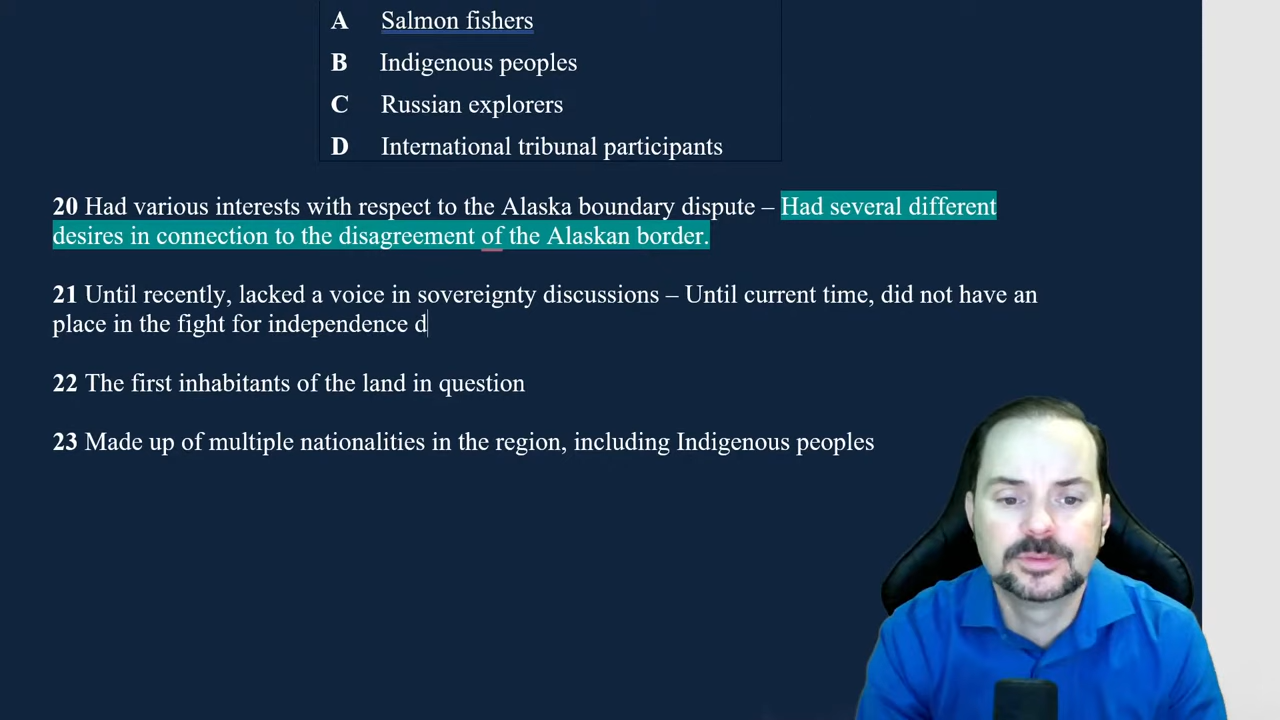 A Salmon fishers
B Indigenous peoples
C Russian explorers
D International tribunal participants
20 Had various interests with respect to the Alaska boundary dispute – Had several different
desires in connection to the disagreement of the Alaskan border.
21 Until recently, lacked a voice in sovereignty discussions – Until current time, did not have an
place in the fight for independence d
22 The first inhabitants of the land in question
23 Made up of multiple nationalities in the region, including Indigenous peoples